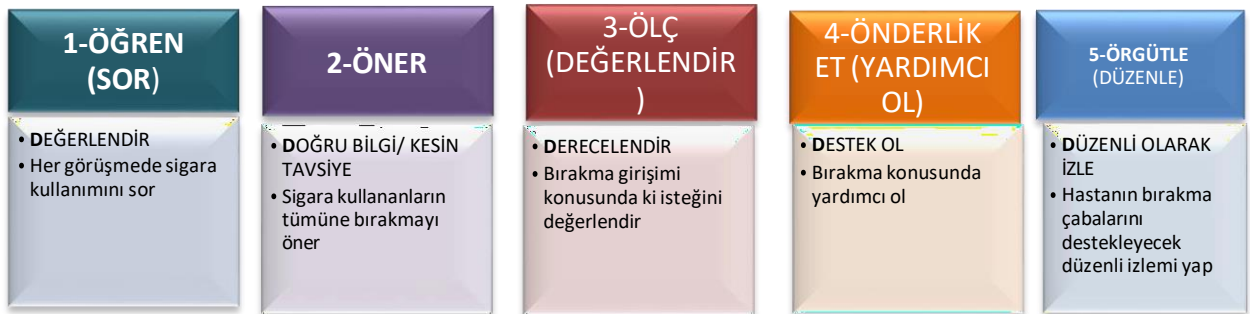 1-ÖĞREN
(SOR)
• DEĞERLENDİR
• Her görüşmede sigara
kullanımını sor
2-ÖNER
• DOĞRU BİLGİ/ KESİN
TAVSİYE
• Sigara kullananların
tümüne bırakmayı
öner
3-ÖLÇ
(DEĞERLENDİR
)
• DERECELENDİR
• Bırakma girişimi
konusunda ki isteğini
değerlendir
4-ÖNDERLİK
ET (YARDIMCI
OL)
• DESTEK OL
• Bırakma konusunda
yardımcı ol
5-ÖRGÜTLE
(DÜZENLE)
• DÜZENLİ OLARAK
İZLE
• Hastanın bırakma
çabalarını
destekleyecek
düzenli izlemi yap